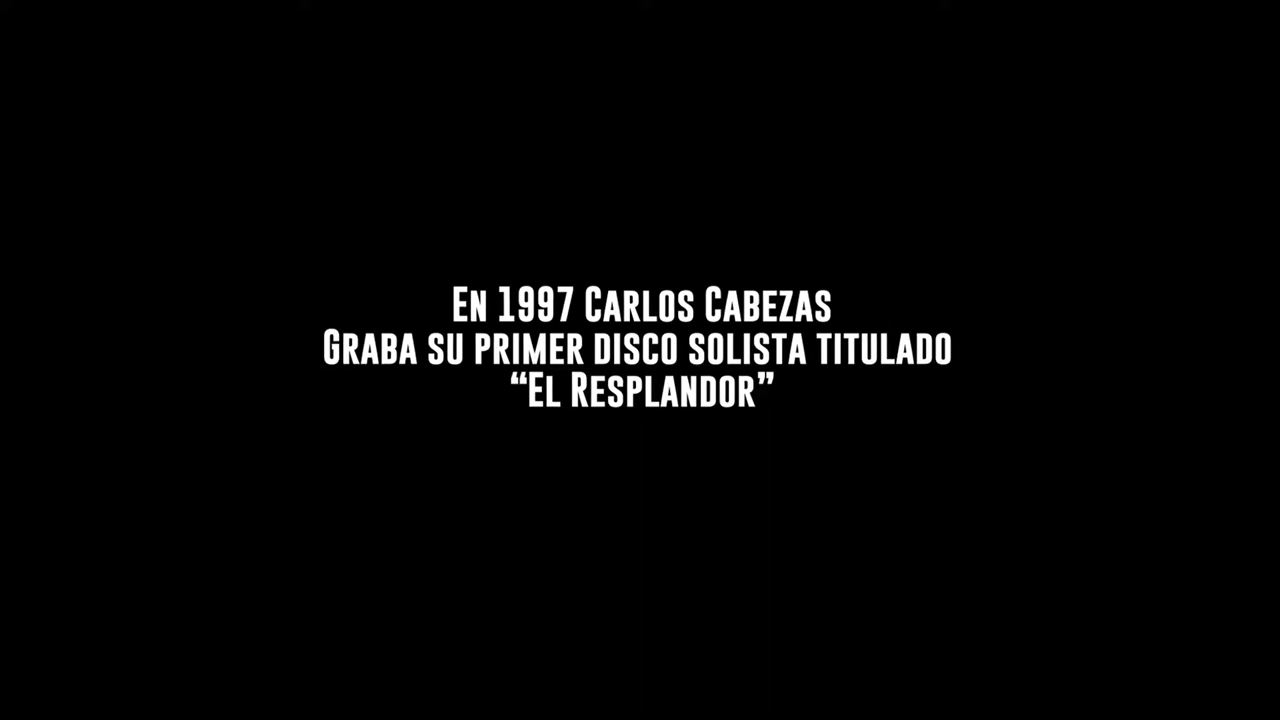 En 1997 Carlos Cabezas
Graba su primer disco solista titulado
“El Resplandor”